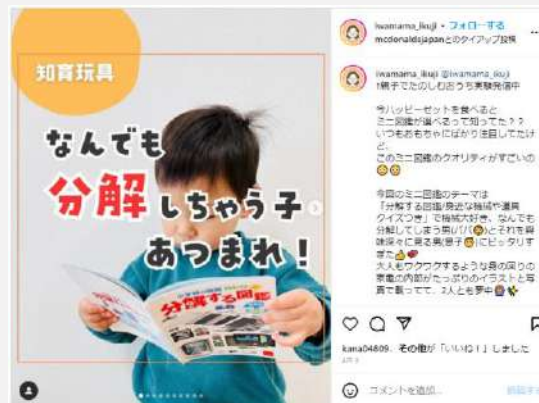 知育玩具
なんでも
分解しちゃう子
あつまれ！
分解する図鑑
iwamama_ikuji • フォローする
mcdonaldsjapanとのタイアップ投稿
iwamama_ikuji @iwamama_ikuji
親子でたのしむおうち実験発信中
今ハッピーセットを食べると
ミニ図鑑が選べるって知ってた？？
いつもおもちゃにばかり注目してたけ
ど、
このミニ図鑑のクオリティがすごいの
今回のミニ図鑑のテーマは
「分解する図鑑/身近な機械や道具
クイズつき」で機械大好き、なんでも
分解してしまう男(パパ)とそれを興
味深々に見る男(息子)にピッタリす
ぎた
大人もワクワクするような身の回りの
家電の内部がたっぷりのイラストと写
真で載ってて、2人とも夢中
kana04809、その他が「いいね！」しました
コメントを追加...
投稿する